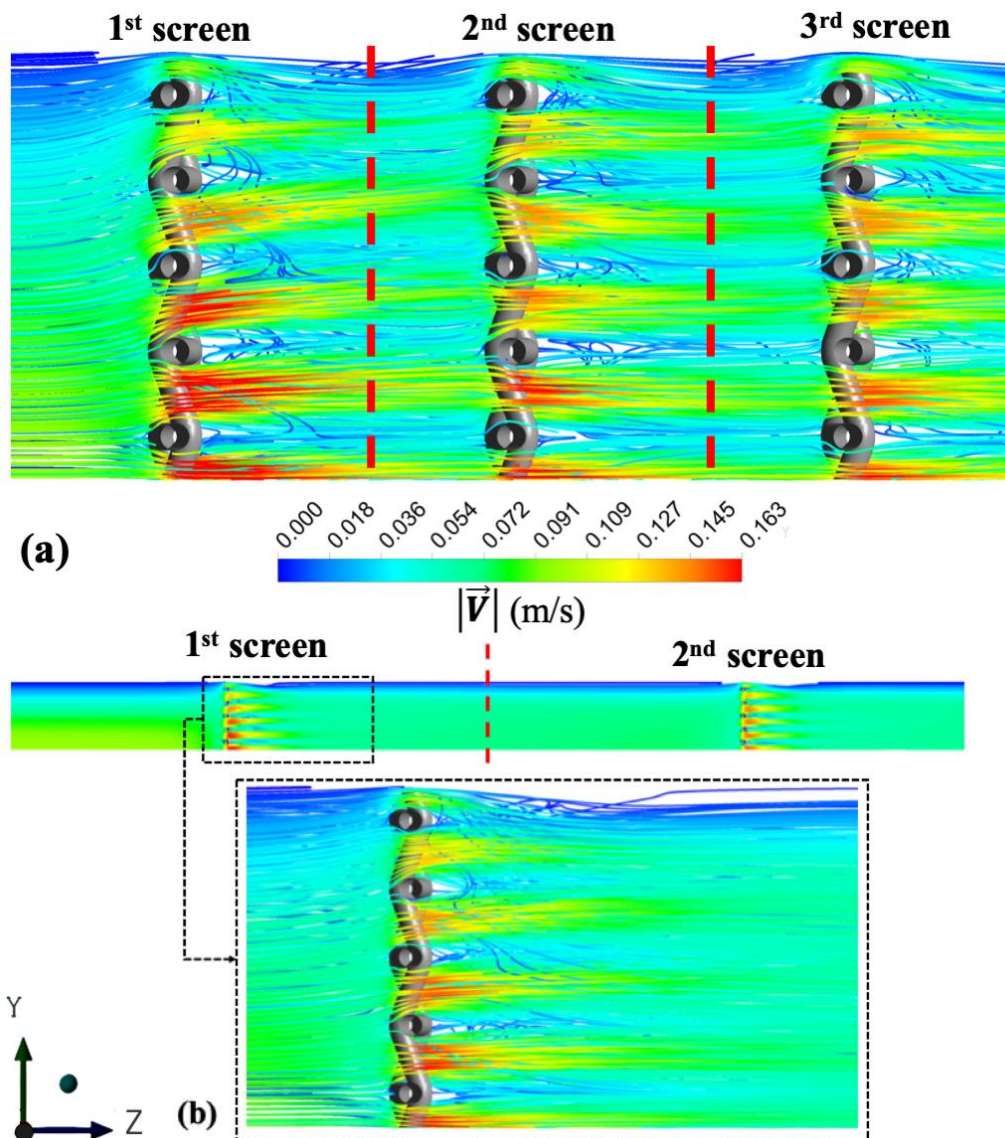 1st screen 2nd screen 3rd screen
0.000 0.018 0.036 0.054 0.072 0.091 0.109 0.127 0.145 0.163
Y
(a)
|V⃗| (m/s)
1st screen 2nd screen
Y
Z
(b)